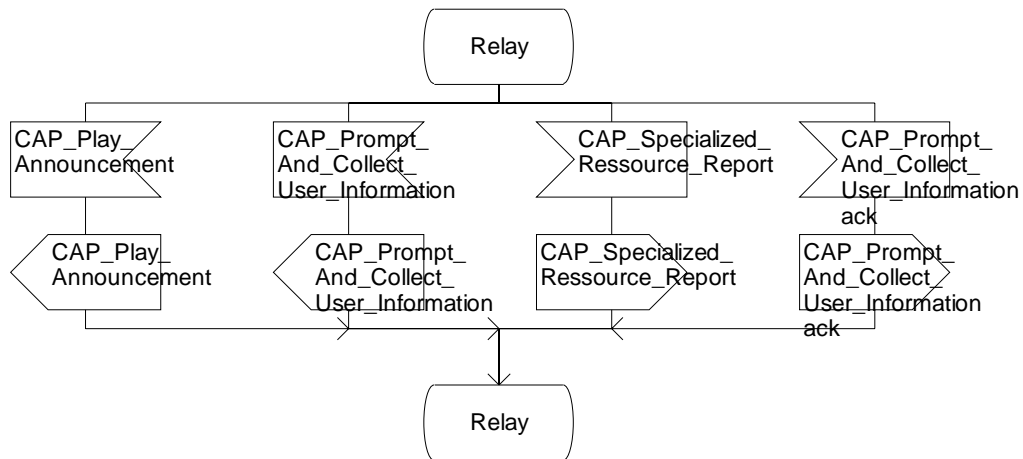 Relay
CAP_Play_
Announcement
CAP_Prompt_
And_Collect_
User_Information
CAP_Specialized_
Ressource_Report
CAP_Prompt_
And_Collect_
User_Information
ack
CAP_Play_
Announcement
CAP_Prompt_
And_Collect_
User_Information
CAP_Specialized_
Ressource_Report
CAP_Prompt_
And_Collect_
User_Information
ack
Relay